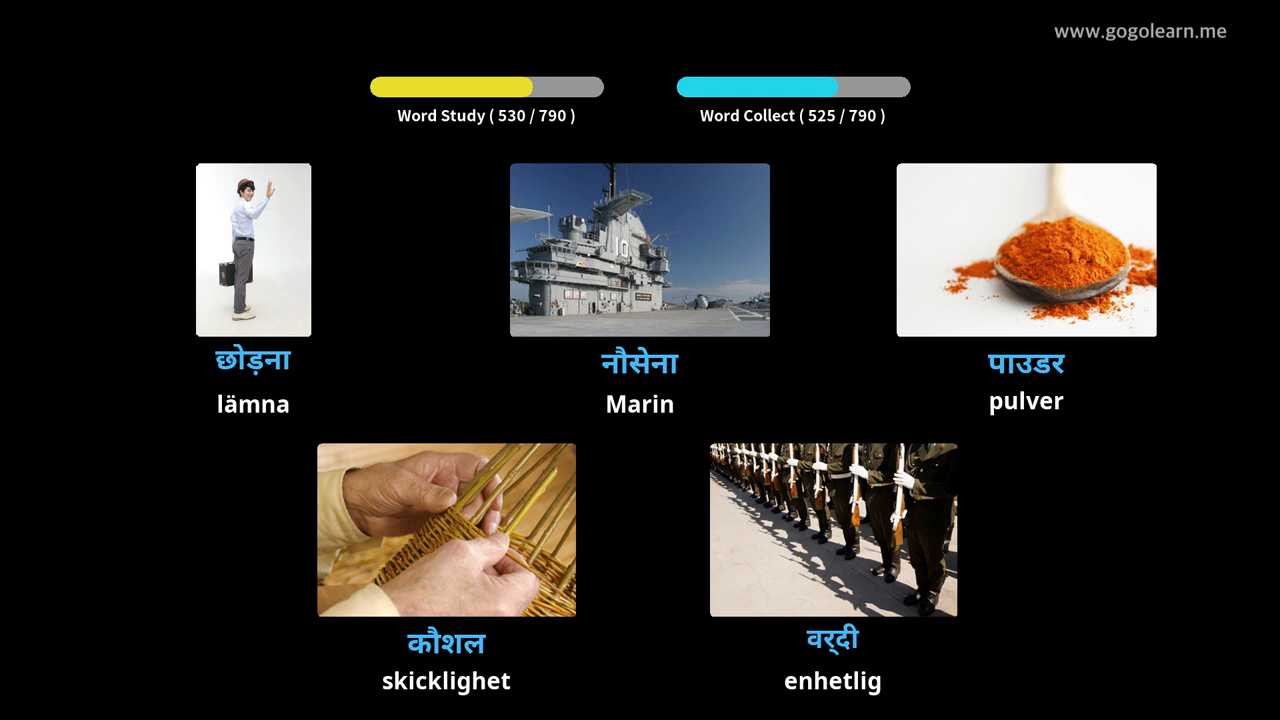 www.gogolearn.me
Word Study ( 530 / 790 )
Word Collect ( 525 / 790 )
10
छोड़ना
lämna
नौसेना
Marin
पाउडर
pulver
कौशल
skicklighet
वर्‌दी
enhetlig